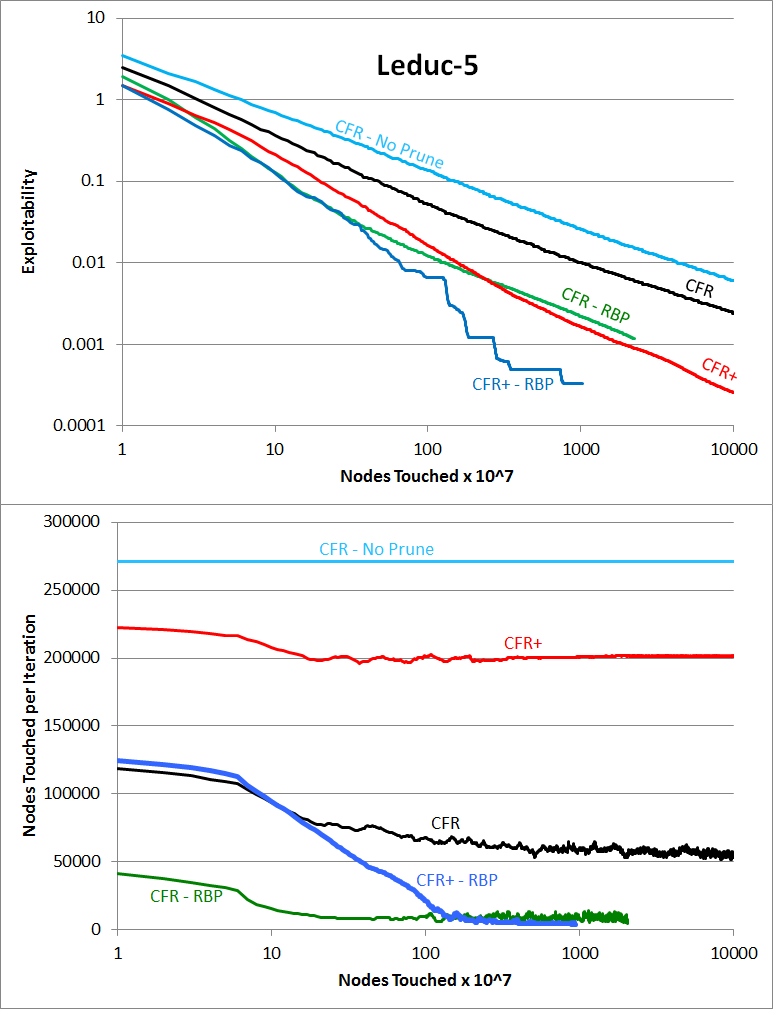 Leduc-5
10
1
0.1
0.01
0.001
0.0001
Exploitability
CFR - No Prune
CFR
CFR - RBP
CFR+
CFR+ - RBP
1 10 100 1000 10000
Nodes Touched x 10^7
300000
250000
200000
150000
100000
50000
0
Nodes Touched per Iteration
CFR - No Prune
CFR+
CFR
CFR+ - RBP
CFR - RBP
1 10 100 1000 10000
Nodes Touched x 10^7